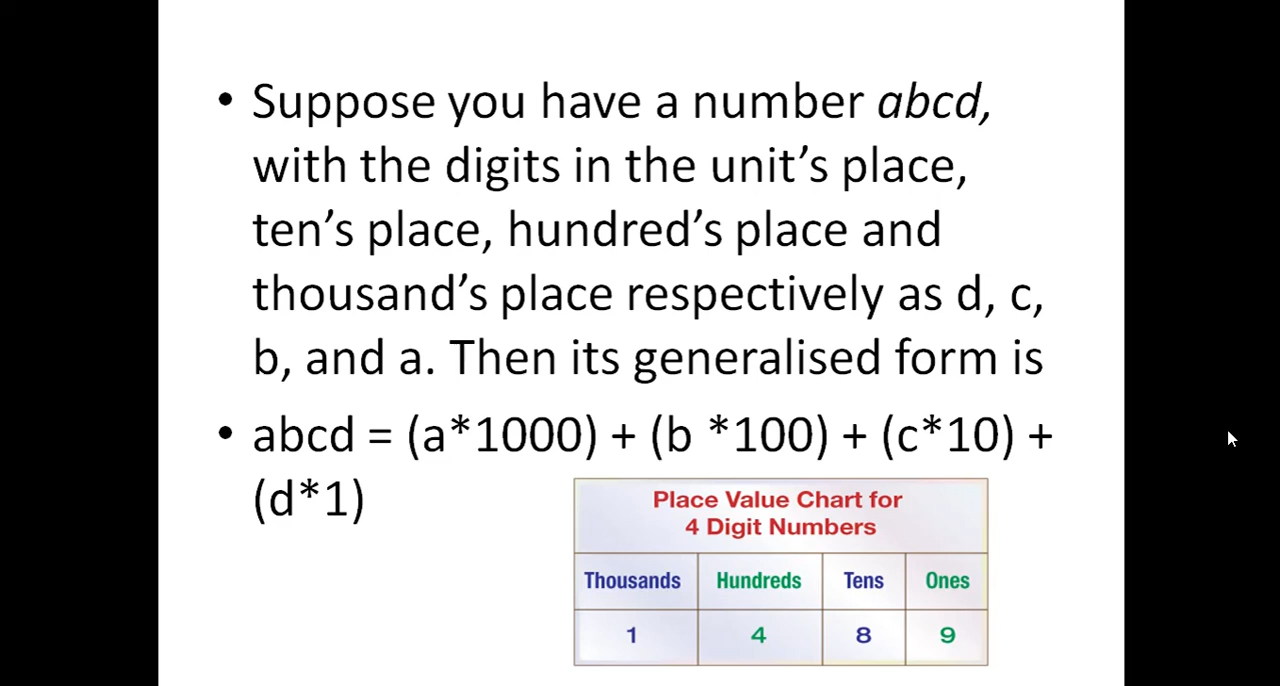 • Suppose you have a number abcd,
with the digits in the unit’s place,
ten’s place, hundred’s place and
thousand’s place respectively as d, c,
b, and a. Then its generalised form is
• abcd = (a*1000) + (b *100) + (c*10) +
(d*1)
Place Value Chart for
4 Digit Numbers
Thousands Hundreds Tens Ones
1 4 8 9